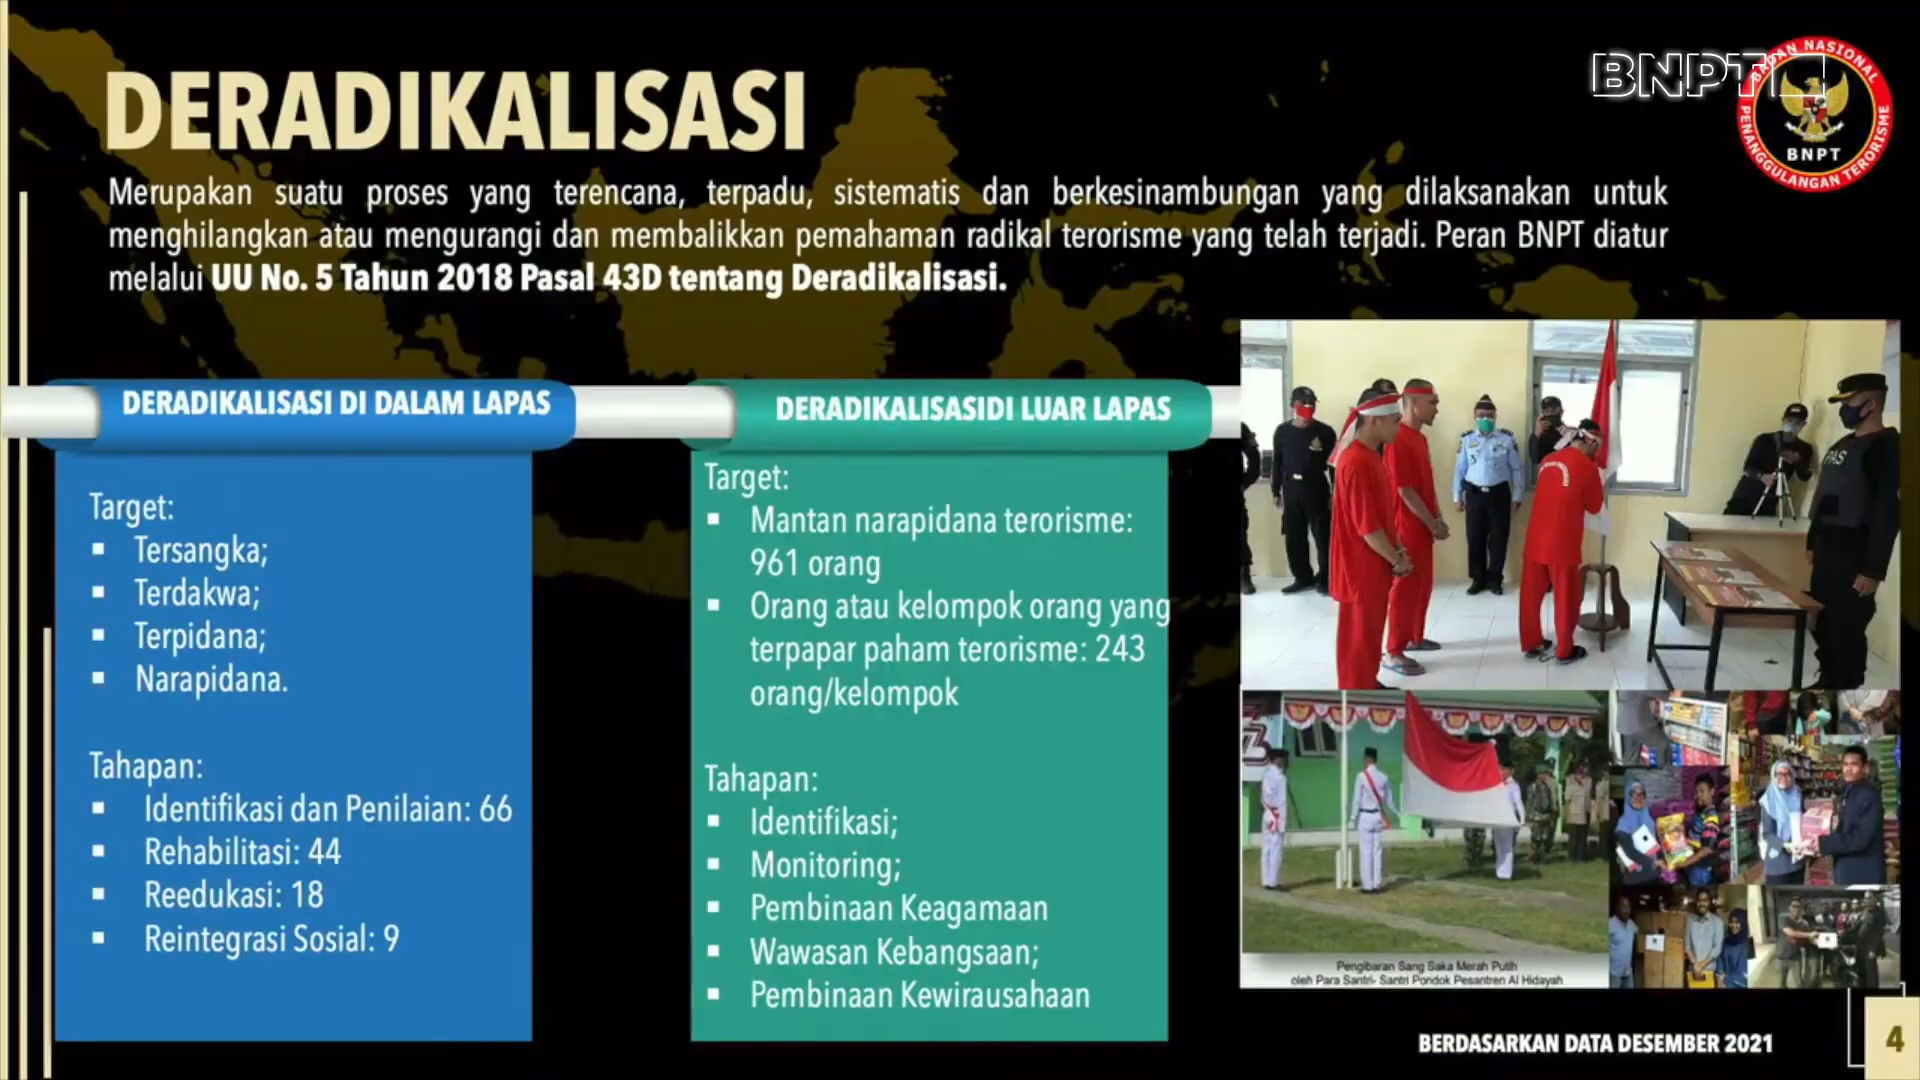 BNPT
BADAN NASIONAL
PENANGGULANGAN TERORISME
BNPT
DERADIKALISASI
Merupakan suatu proses yang terencana, terpadu, sistematis dan berkesinambungan yang dilaksanakan untuk
menghilangkan atau mengurangi dan membalikkan pemahaman radikal terorisme yang telah terjadi. Peran BNPT diatur
melalui UU No. 5 Tahun 2018 Pasal 43D tentang Deradikalisasi.
DERADIKALISASI DI DALAM LAPAS
Target:
▪ Tersangka;
▪ Terdakwa;
▪ Terpidana;
▪ Narapidana.
Tahapan:
▪ Identifikasi dan Penilaian: 66
▪ Rehabilitasi: 44
▪ Reedukasi: 18
▪ Reintegrasi Sosial: 9
DERADIKALISASIDI LUAR LAPAS
Target:
▪ Mantan narapidana terorisme:
961 orang
▪ Orang atau kelompok orang yang
terpapar paham terorisme: 243
orang/kelompok
Tahapan:
▪ Identifikasi;
▪ Monitoring;
▪ Pembinaan Keagamaan
▪ Wawasan Kebangsaan;
▪ Pembinaan Kewirausahaan
PAS
Pengibaran Sang Saka Merah Putih
oleh Para Santri- Santri Pondok Pesantren Al Hidayah
BERDASARKAN DATA DESEMBER 2021
4